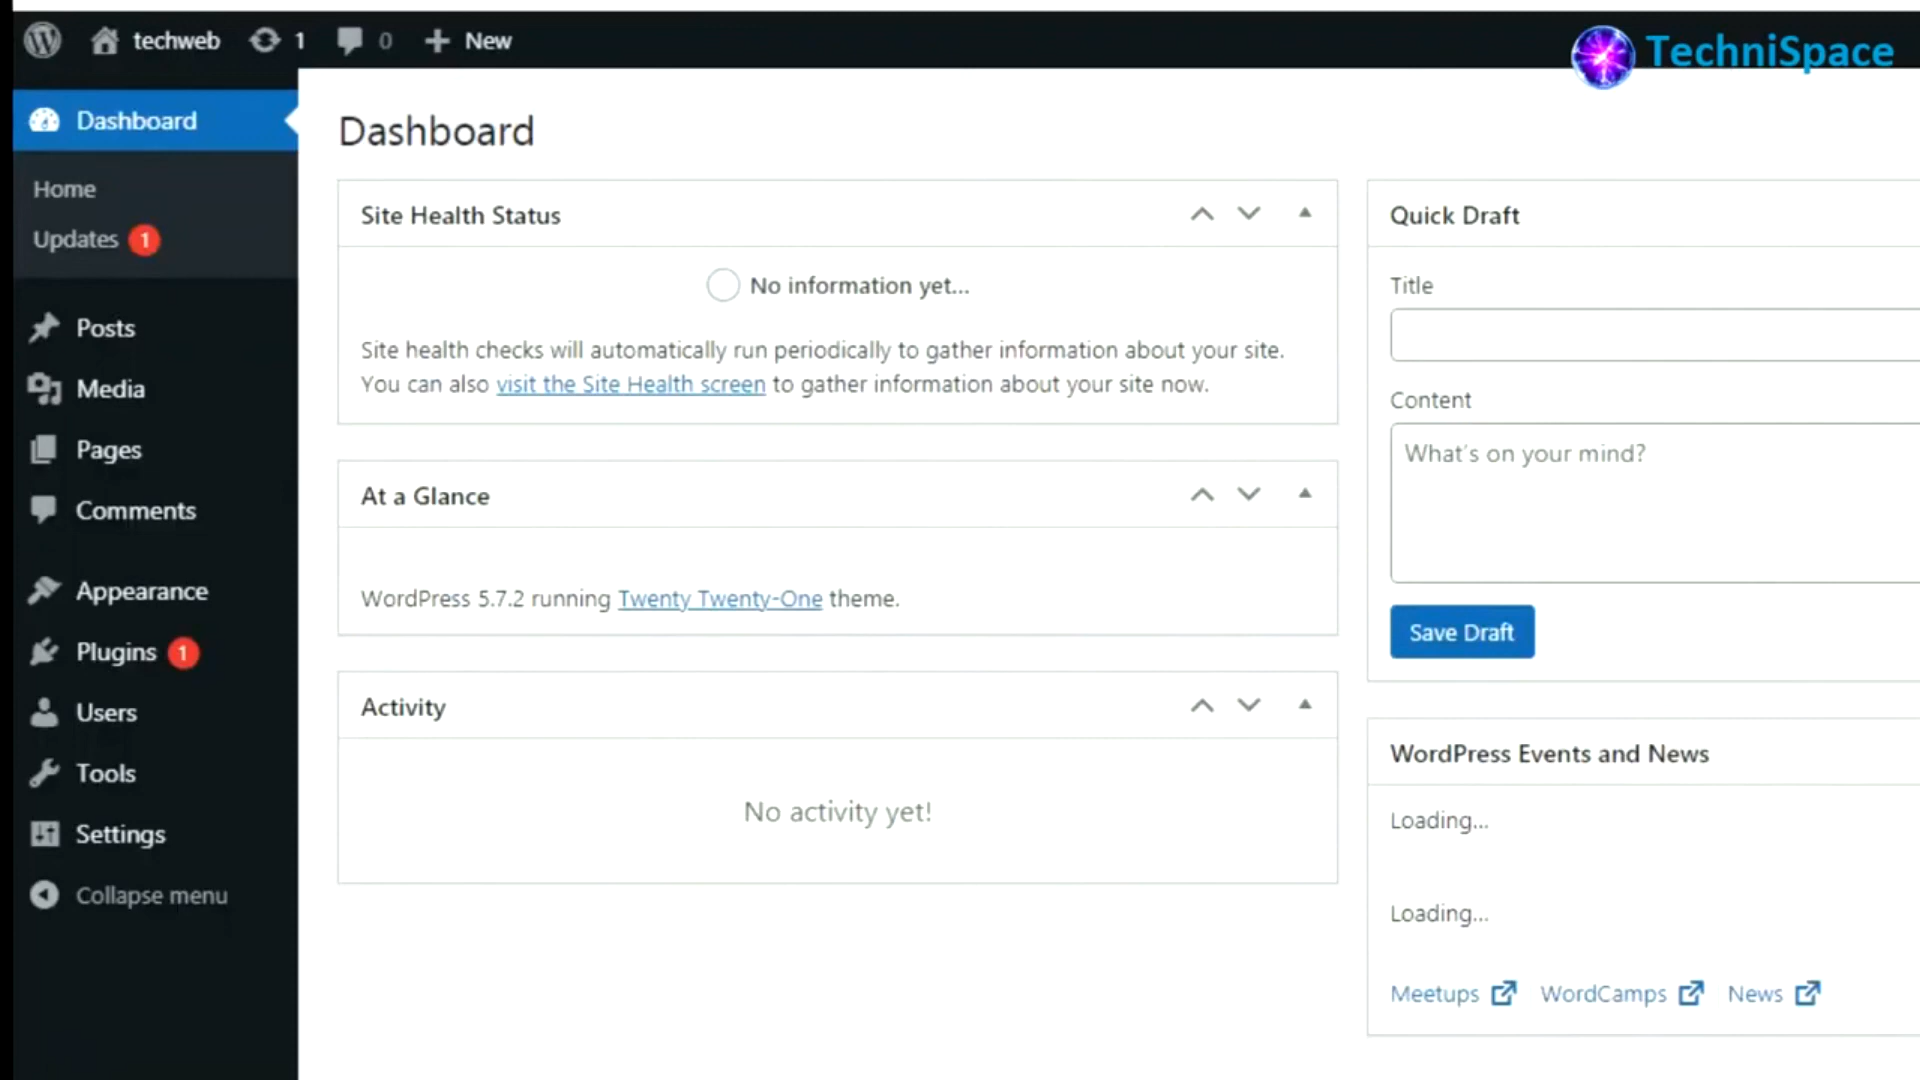 techweb 1 0 New
TechniSpace
Dashboard
Home
Updates 1
Posts
Media
Pages
Comments
Appearance
Plugins 1
Users
Tools
Settings
Collapse menu
Dashboard
Site Health Status
No information yet...
Site health checks will automatically run periodically to gather information about your site.
You can also visit the Site Health screen to gather information about your site now.
At a Glance
WordPress 5.7.2 running Twenty Twenty-One theme.
Activity
No activity yet!
Quick Draft
Title
Content
What's on your mind?
Save Draft
WordPress Events and News
Loading...
Loading...
Meetups WordCamps News